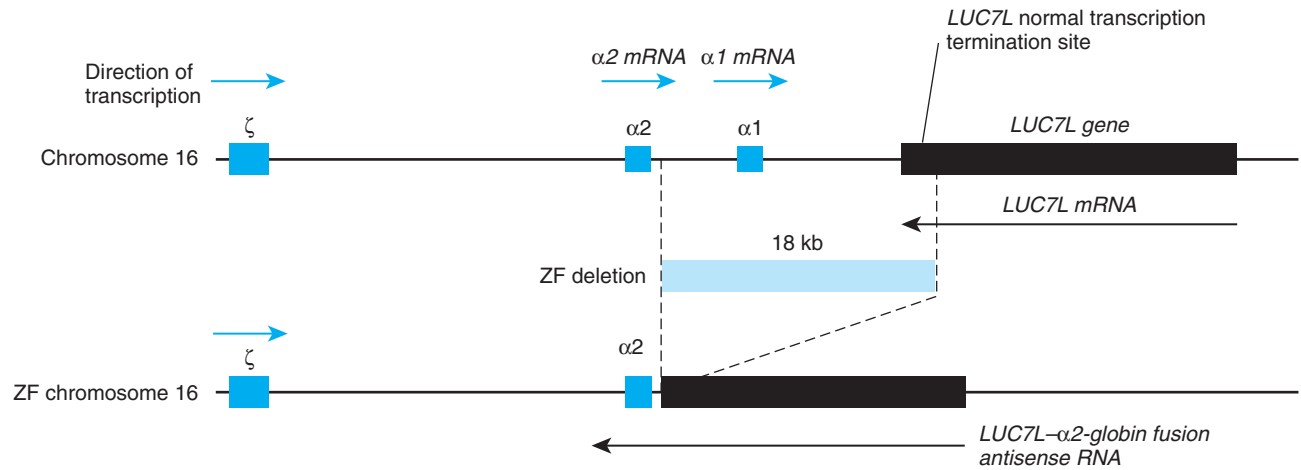 LUC7L normal transcription
termination site
Direction of
transcription
α2 mRNA
α1 mRNA
ζ
α2
α1
LUC7L gene
Chromosome 16
LUC7L mRNA
18 kb
ZF deletion
ζ
α2
ZF chromosome 16
LUC7L–α2-globin fusion
antisense RNA